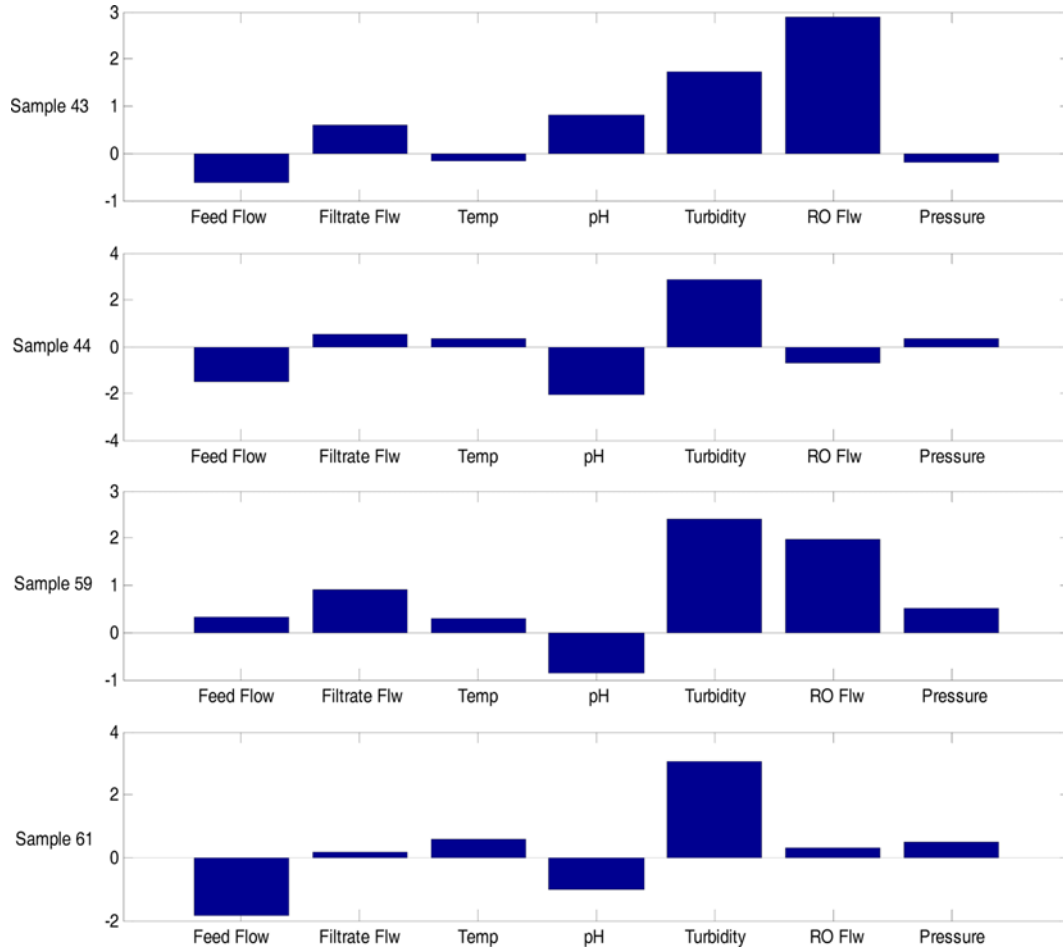 3
2
Sample 43
1
0
-1
Feed Flow Filtrate Flw Temp pH Turbidity RO Flw Pressure
4
2
Sample 44
0
-2
-4
Feed Flow Filtrate Flw Temp pH Turbidity RO Flw Pressure
3
2
Sample 59
1
0
-1
Feed Flow Filtrate Flw Temp pH Turbidity RO Flw Pressure
4
2
Sample 61
0
-2
Feed Flow Filtrate Flw Temp pH Turbidity RO Flw Pressure